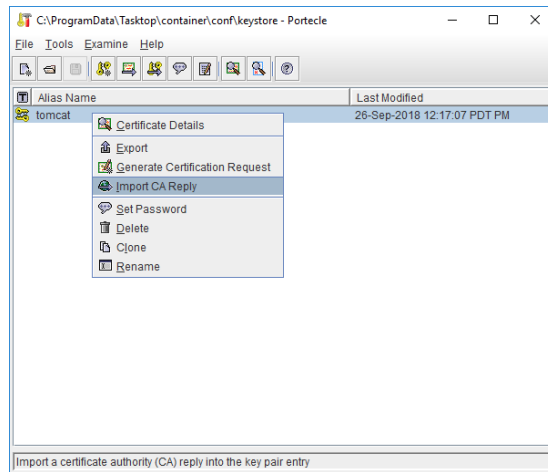 C:\ProgramData\Tasktop\container\conf\keystore - Portecle
File Tools Examine Help
T Alias Name Last Modified
tomcat 26-Sep-2018 12:17:07 PDT PM
Certificate Details
Export
Generate Certification Request
Import CA Reply
Set Password
Delete
Clone
Rename
Import a certificate authority (CA) reply into the key pair entry